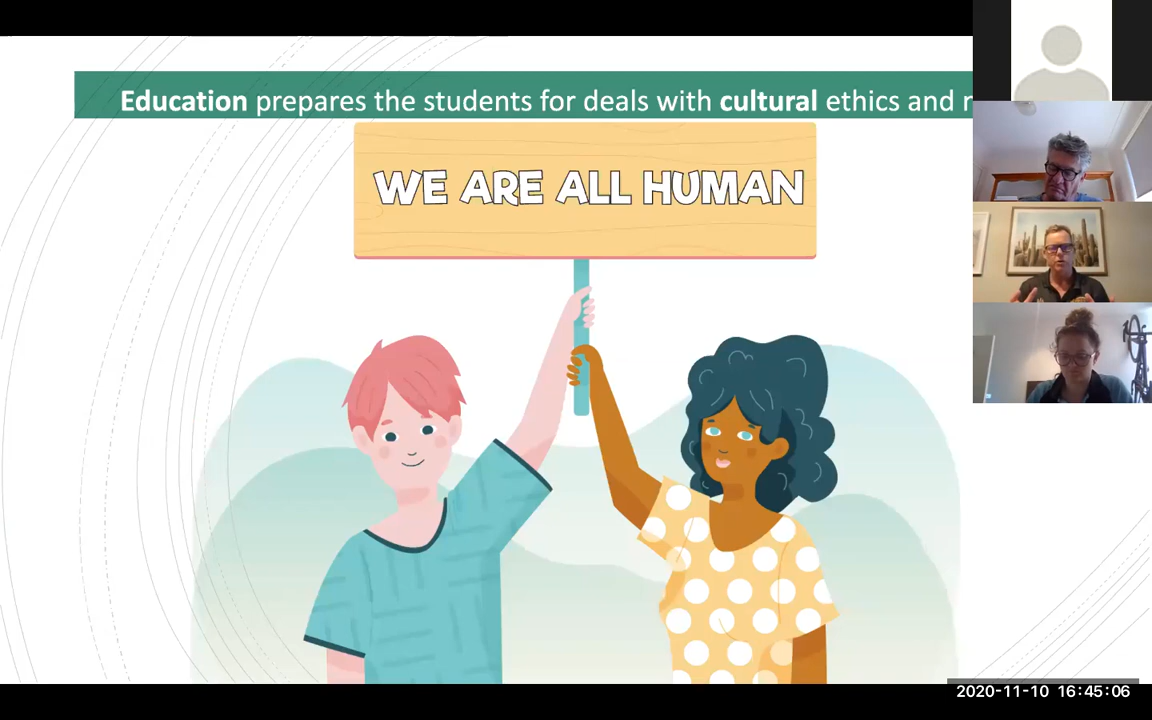 Education prepares the students for deals with cultural ethics and
WE ARE ALL HUMAN
2020-11-10 16:45:06